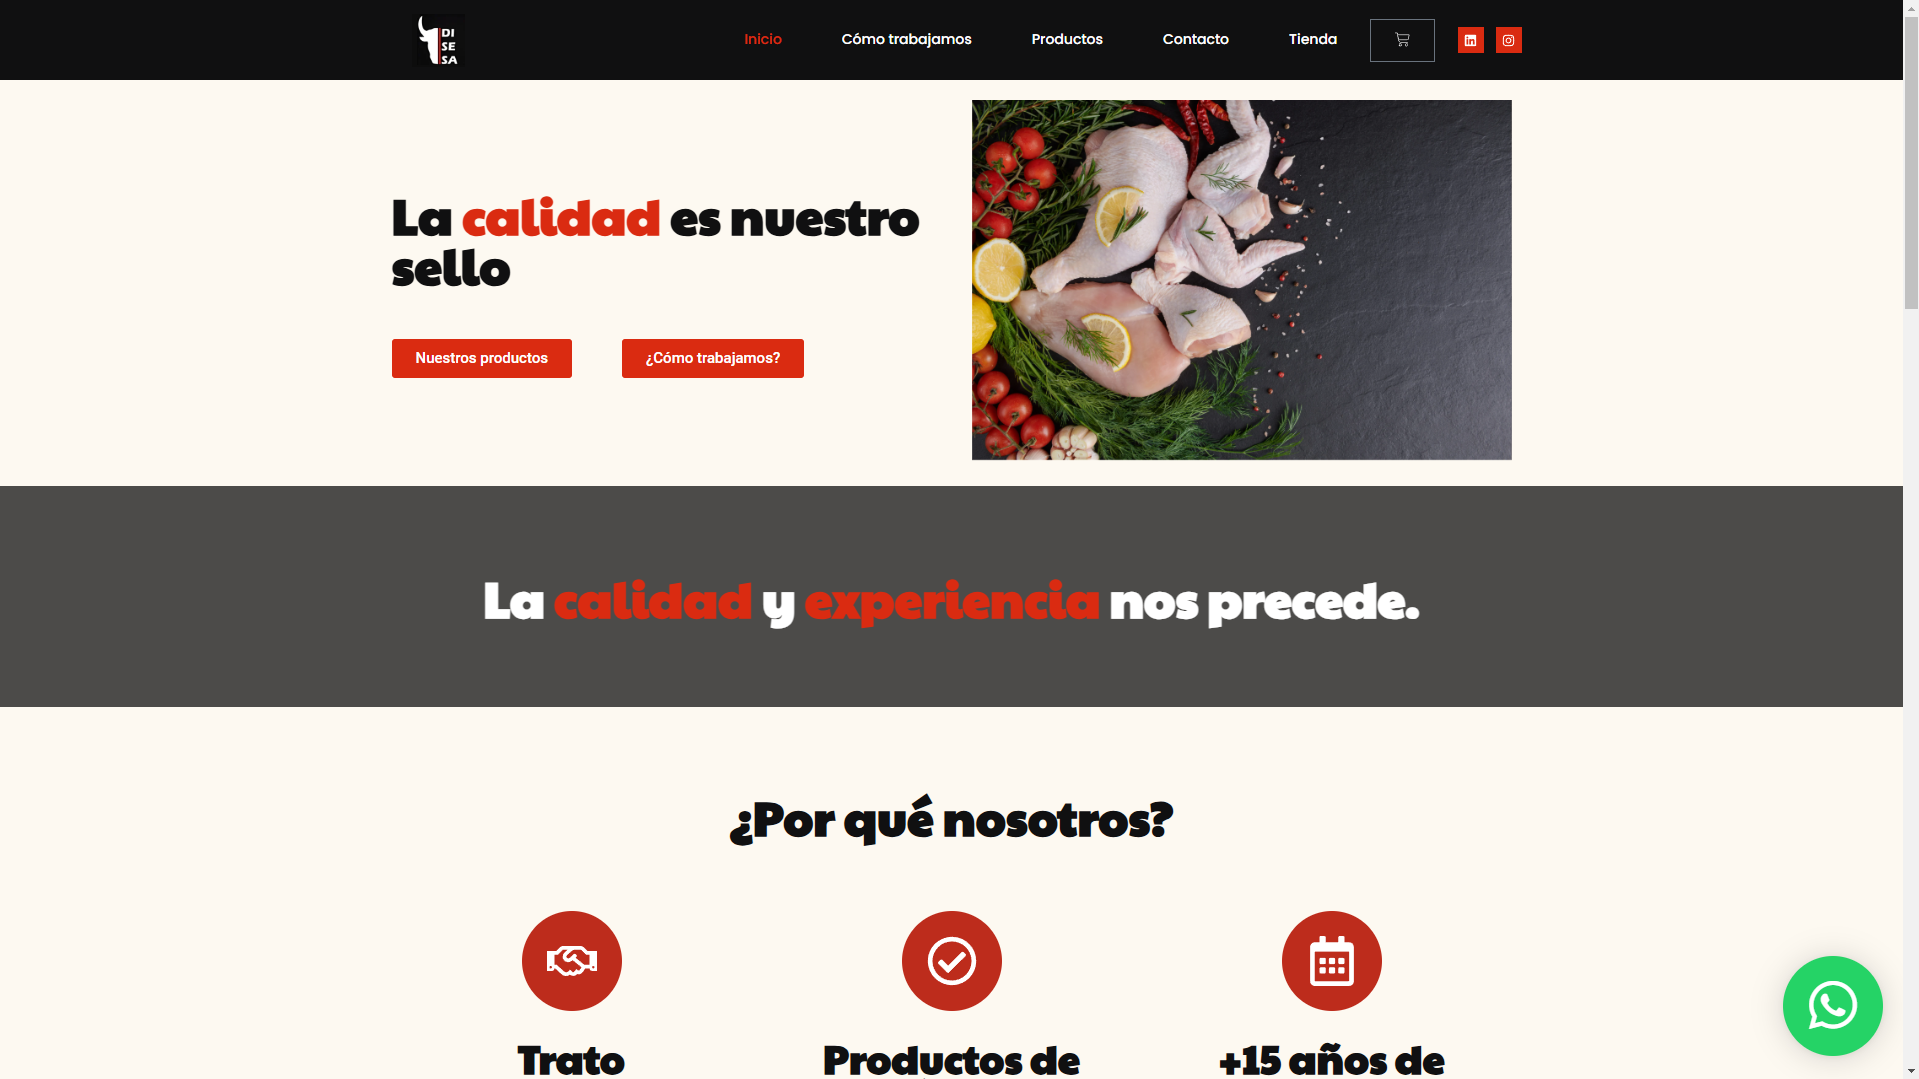 DI
SE
SA
Inicio
Cómo trabajamos
Productos
Contacto
Tienda
La calidad es nuestro
sello
Nuestros productos
¿Cómo trabajamos?
La calidad y experiencia nos precede.
¿Por qué nosotros?
Trato
Productos de
+15 años de